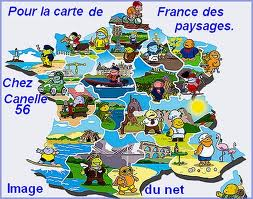 Pour la carte de France des
paysages.
Chez
Canelle
56
Image du net